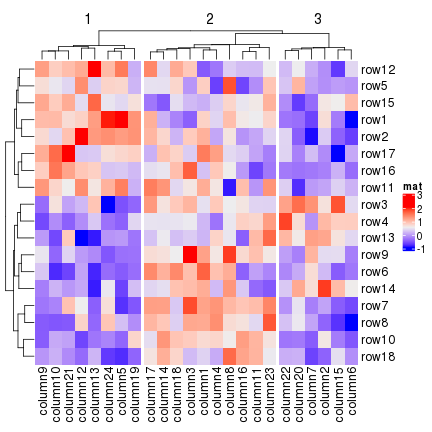 1 2 3
row12
row5
row15
row1
row2
row17
row16
row11
row3
row4
row13
row9
row6
row14
row7
row8
row10
row18
mat
3
2
1
0
-1
column9
column10
column21
column12
column13
column24
column5
column19
column17
column14
column18
column3
column1
column4
column8
column16
column11
column23
column22
column20
column7
column2
column15
column6